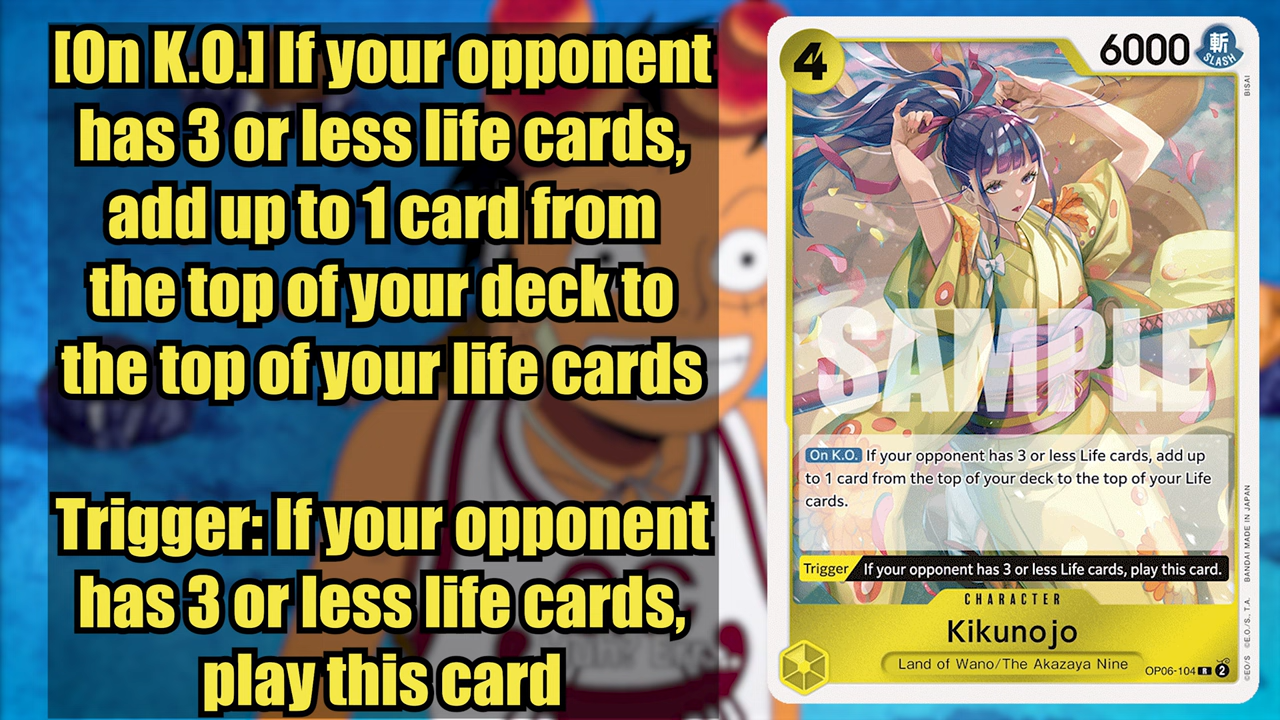 [On K.O.] If your opponent
has 3 or less life cards,
add up to 1 card from
the top of your deck to
the top of your life cards
Trigger: If your opponent
has 3 or less life cards,
play this card
4
6000
斬
SLASH
BISAI
SAMPLE
On K.O. If your opponent has 3 or less Life cards, add up
to 1 card from the top of your deck to the top of your Life
cards.
Trigger If your opponent has 3 or less Life cards, play this card.
CHARACTER
Kikunojo
Land of Wano/The Akazaya Nine
OP06-104 R 2
©E.O/S ©E.O./S., T.A. BANDAI MADE IN JAPAN